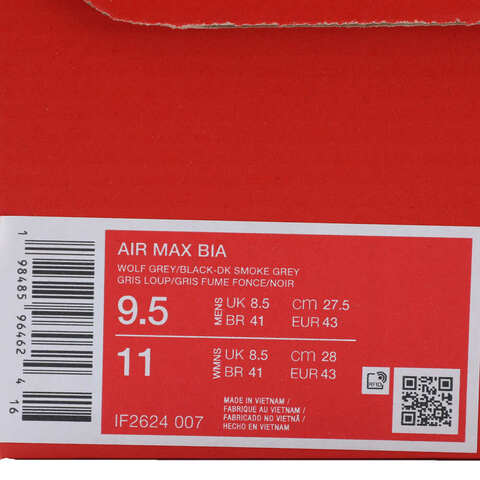 AIR MAX BIA
WOLF GREY/BLACK-DK SMOKE GREY
GRIS LOUP/GRIS FUME FONCE/NOIR
9.5 MENS UK 8.5 CM 27.5
BR 41 EUR 43
11 WMNS UK 8.5 CM 28
BR 41 EUR 43
RFID
IF2624 007
MADE IN VIETNAM /
FABRIQUE AU VIETNAM /
FABRICADO NO VIETNÃ /
HECHO EN VIETNAM
1 98485 96462 4 16